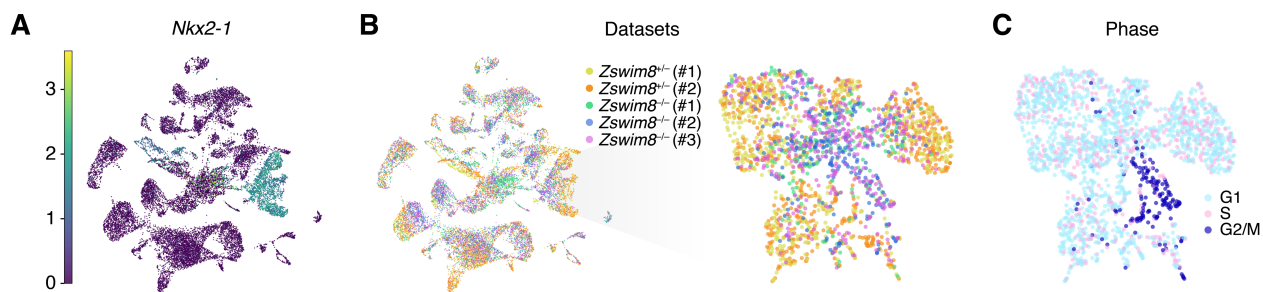 A
Nkx2-1
3
2
1
0
B
Datasets
Zswim8+/− (#1)
Zswim8+/− (#2)
Zswim8−/− (#1)
Zswim8−/− (#2)
Zswim8−/− (#3)
C
Phase
G1
S
G2/M